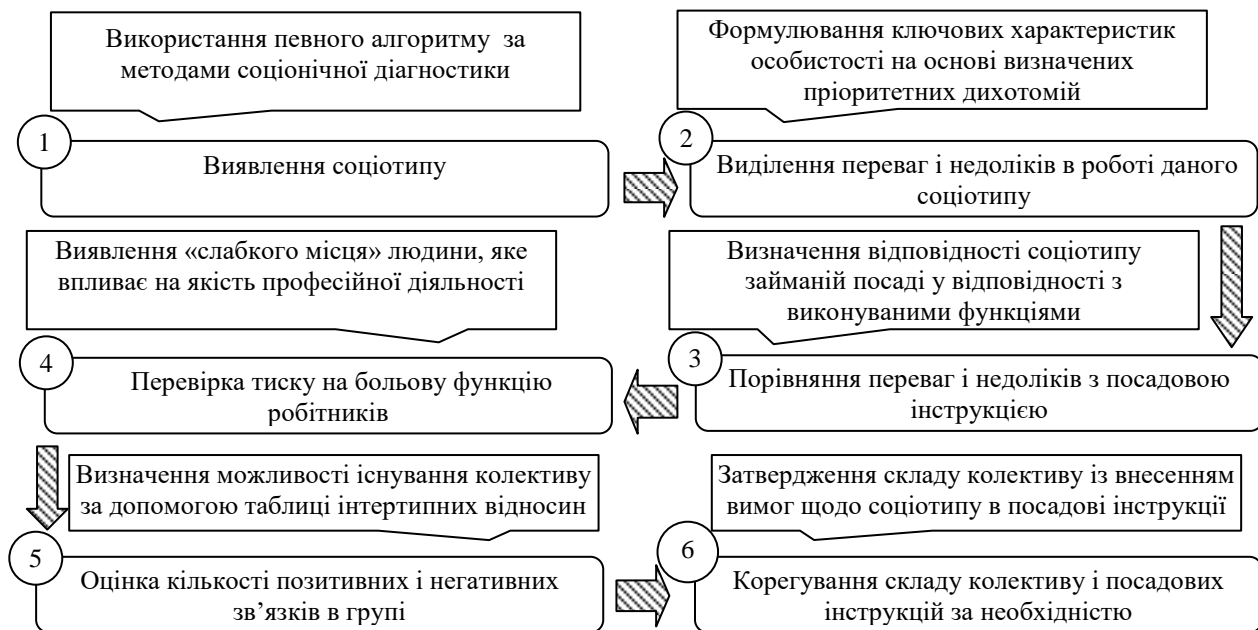 Використання певного алгоритму за
методами соціонічної діагностики
1
Виявлення соціотипу
Формулювання ключових характеристик
особистості на основі визначених
пріоритетних дихотомій
2
Виділення переваг і недоліків в роботі даного
соціотипу
Визначення відповідності соціотипу
займаній посаді у відповідності з
виконуваними функціями
3
Порівняння переваг і недоліків з посадовою
інструкцією
Виявлення «слабкого місця» людини, яке
впливає на якість професійної діяльності
4
Перевірка тиску на больову функцію
робітників
Визначення можливості існування колективу
за допомогою таблиці інтертипних відносин
5
Оцінка кількості позитивних і негативних
зв’язків в групі
Затвердження складу колективу із внесенням
вимог щодо соціотипу в посадові інструкції
6
Корегування складу колективу і посадових
інструкцій за необхідністю